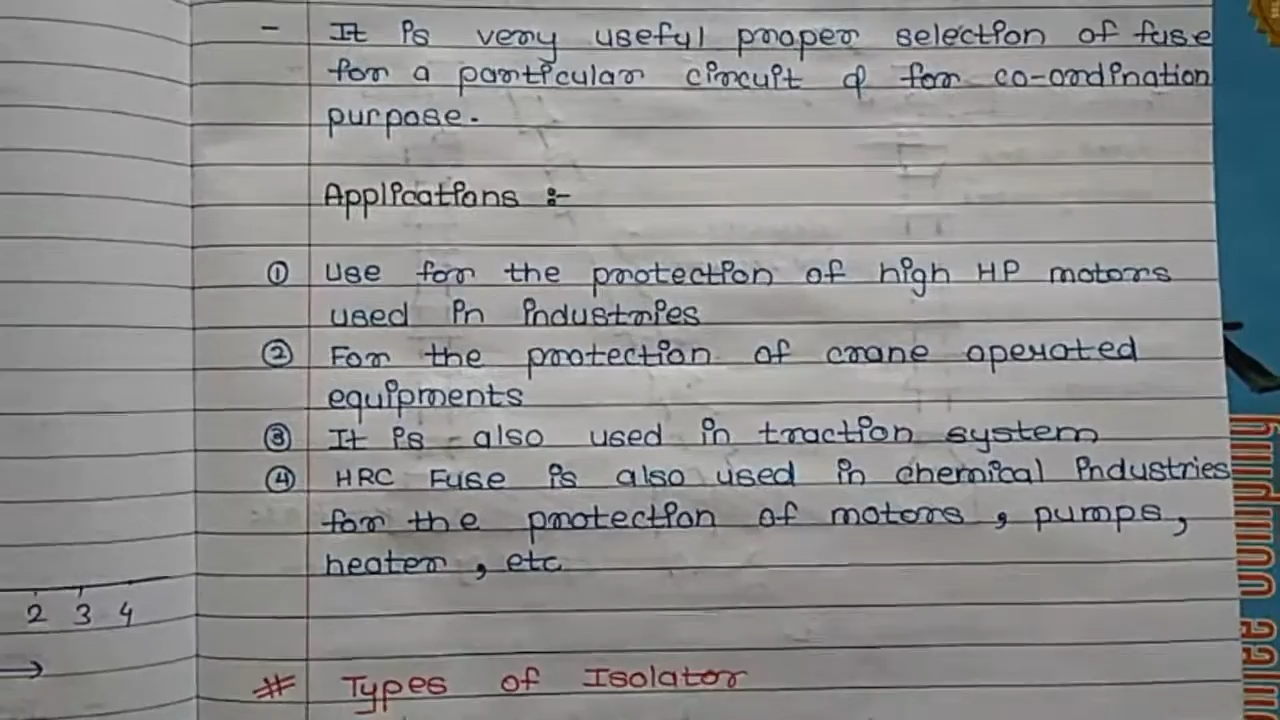 - It is very useful proper selection of fuse
for a particular circuit & for co-ordination
purpose.
Applications :-
① Use for the protection of high HP motors
used in industries
② For the protection of crane operated
equipments
③ It is also used in traction system
④ HRC Fuse is also used in chemical industries
for the protection of motors, pumps,
heater, etc
2 3 4
→
# Types of Isolator